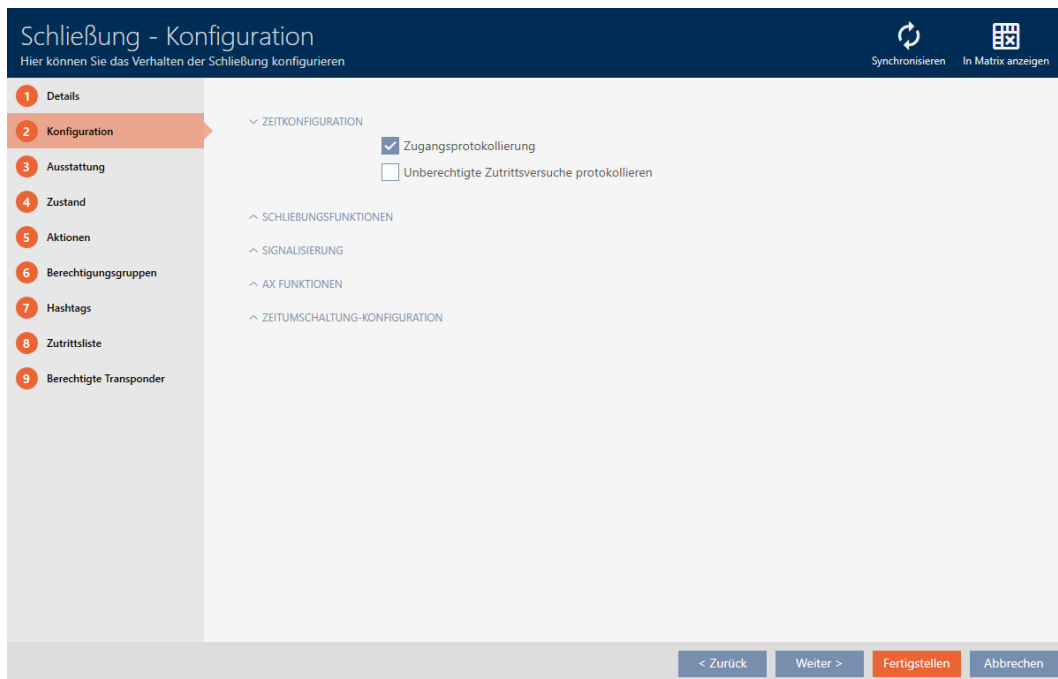 Schließung - Konfiguration
Hier können Sie das Verhalten der Schließung konfigurieren
Synchronisieren
In Matrix anzeigen
1 Details
2 Konfiguration
3 Ausstattung
4 Zustand
5 Aktionen
6 Berechtigungsgruppen
7 Hashtags
8 Zutrittsliste
9 Berechtigte Transponder
ZEITKONFIGURATION
Zugangsprotokollierung
Unberechtigte Zutrittsversuche protokollieren
SCHLIEßUNGSFUNKTIONEN
SIGNALISIERUNG
AX FUNKTIONEN
ZEITUMSCHALTUNG-KONFIGURATION
< Zurück
Weiter >
Fertigstellen
Abbrechen